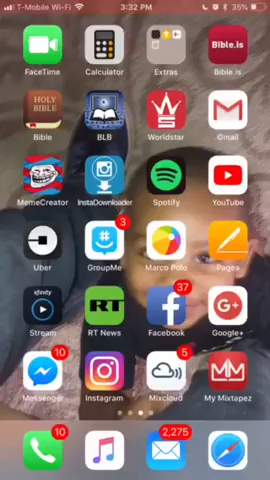 T-Mobile Wi-Fi 3:32 PM 35%
FaceTime Calculator Extras Bible.is
Bible.is
HOLY BIBLE
Bible BLB Worldstar Gmail
MemeCreator InstaDownloader Spotify YouTube
3
Uber GroupMe Marco Polo Pages
xfinity RT 37 G+
Stream RT News Facebook Google+
10 5
Messenger Instagram Mixcloud My Mixtapez
10 2,275